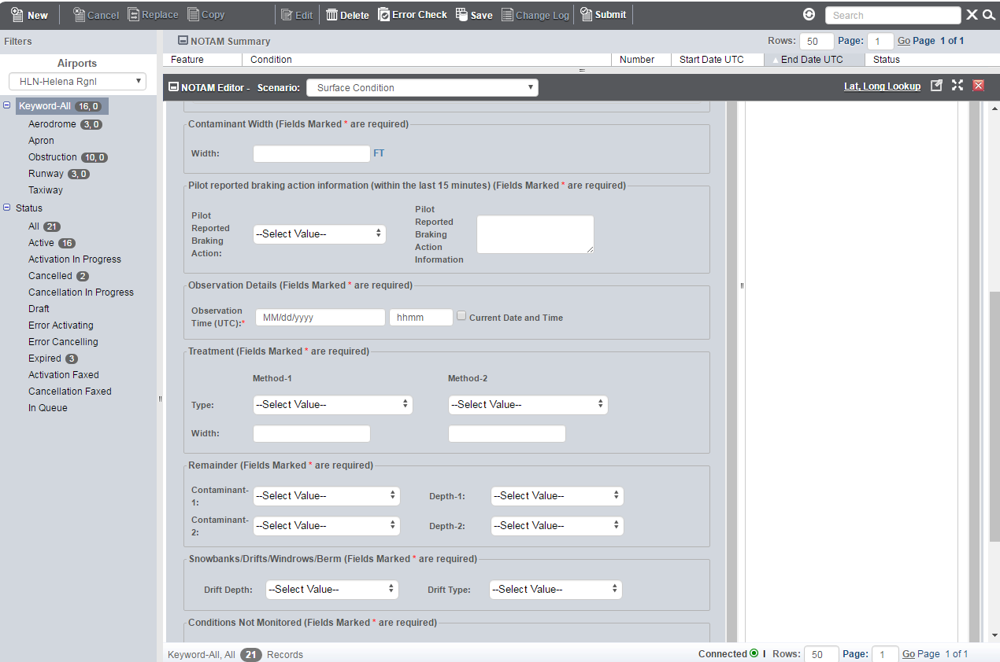 New Cancel Replace Copy Edit Delete Error Check Save Change Log Submit Search
Filters
NOTAM Summary Rows: 50 Page: 1 Go Page 1 of 1
Airports
Feature Condition Number Start Date UTC End Date UTC Status
HLN-Helena Rgnl
NOTAM Editor - Scenario: Surface Condition Lat, Long Lookup
Keyword-All 16, 0
Aerodrome 3, 0
Apron
Obstruction 10, 0
Runway 3, 0
Taxiway
Status
All 21
Active 16
Activation In Progress
Cancelled 2
Cancellation In Progress
Draft
Error Activating
Error Cancelling
Expired 3
Activation Faxed
Cancellation Faxed
In Queue
Contaminant Width (Fields Marked * are required)
Width: FT
Pilot reported braking action information (within the last 15 minutes) (Fields Marked * are required)
Pilot
Reported
Braking
Action:
--Select Value--
Pilot
Reported
Braking
Action
Information
Observation Details (Fields Marked * are required)
Observation
Time (UTC):*
MM/dd/yyyy hhmm Current Date and Time
Treatment (Fields Marked * are required)
Method-1 Method-2
Type: --Select Value-- --Select Value--
Width:
Remainder (Fields Marked * are required)
Contaminant-
1:
--Select Value-- Depth-1: --Select Value--
Contaminant-
2:
--Select Value-- Depth-2: --Select Value--
Snowbanks/Drifts/Windrows/Berm (Fields Marked * are required)
Drift Depth: --Select Value-- Drift Type: --Select Value--
Conditions Not Monitored (Fields Marked * are required)
Keyword-All, All 21 Records Connected Rows: 50 Page: 1 Go Page 1 of 1